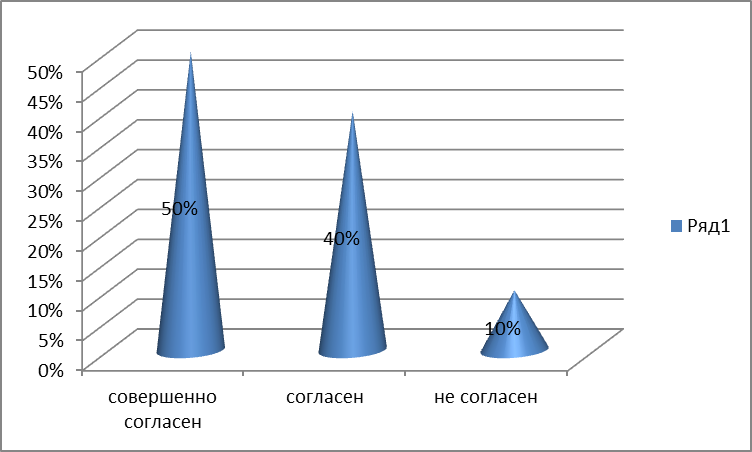 50%
45%
40%
35%
30%
25%
20%
15%
10%
5%
0%
50%
40%
10%
совершенно
согласен
согласен
не согласен
Ряд1